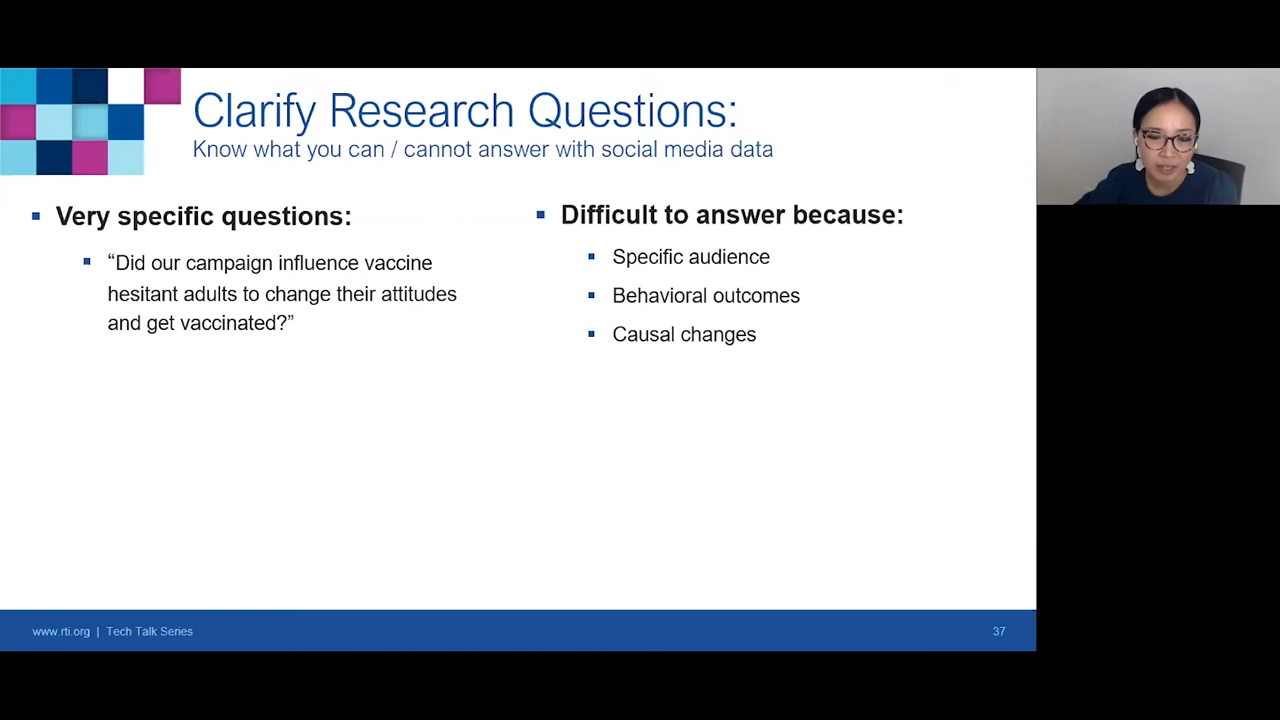 Clarify Research Questions:
Know what you can / cannot answer with social media data
▪ Very specific questions:
▪ “Did our campaign influence vaccine
hesitant adults to change their attitudes
and get vaccinated?”
▪ Difficult to answer because:
▪ Specific audience
▪ Behavioral outcomes
▪ Causal changes
www.rti.org | Tech Talk Series
37